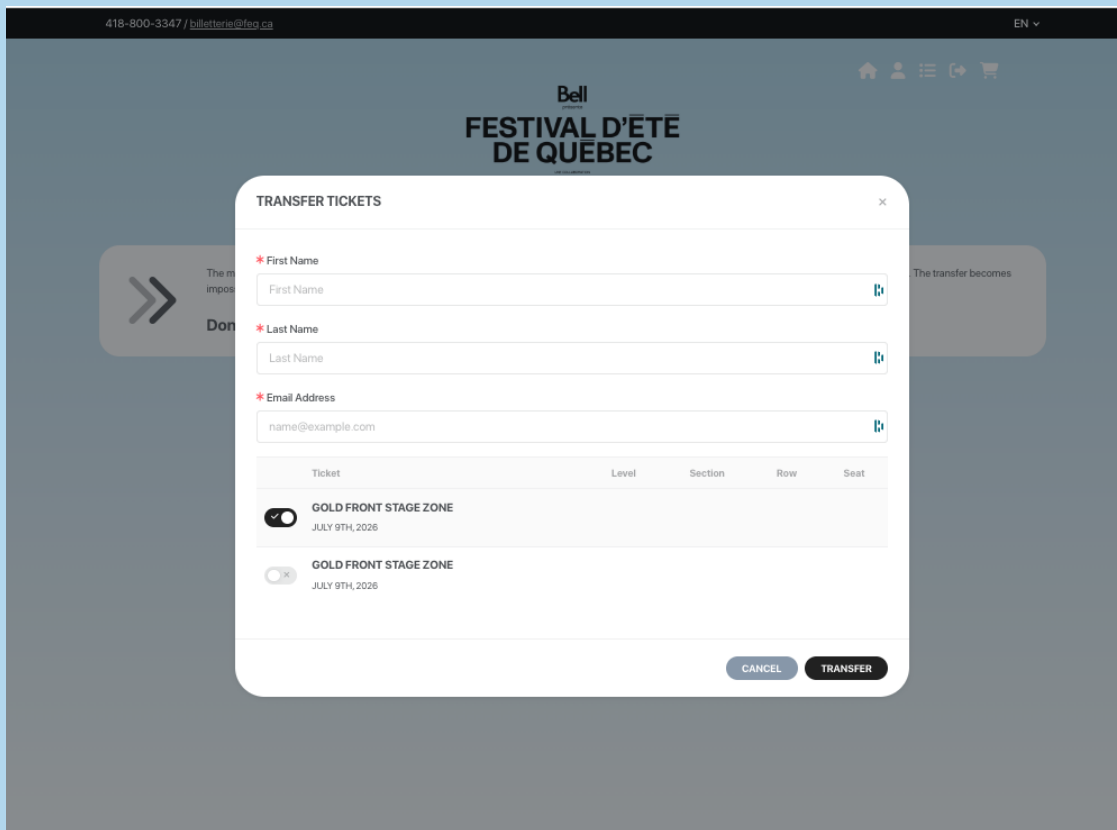 418-800-3347 / billetterie@feq.ca
EN
Bell
FESTIVAL D'ÉTÉ
DE QUÉBEC
TRANSFER TICKETS
×
The m
. The transfer becomes
impos
Don
* First Name
First Name
* Last Name
Last Name
* Email Address
name@example.com
Ticket Level Section Row Seat
GOLD FRONT STAGE ZONE
JULY 9TH, 2026
GOLD FRONT STAGE ZONE
JULY 9TH, 2026
CANCEL TRANSFER